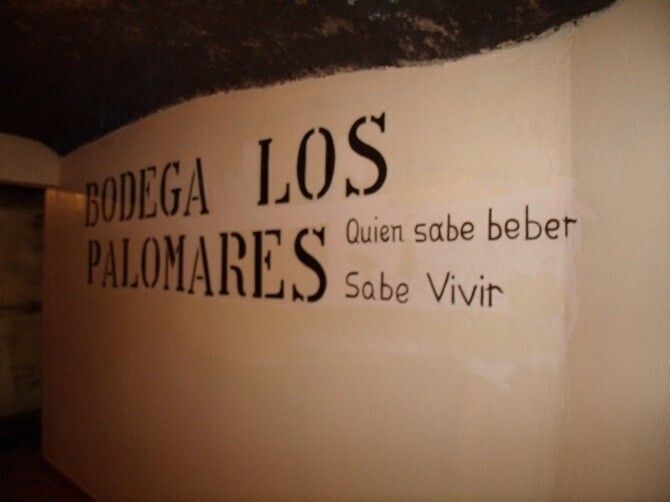 BODEGA LOS
PALOMARES
Quien sabe beber
Sabe Vivir